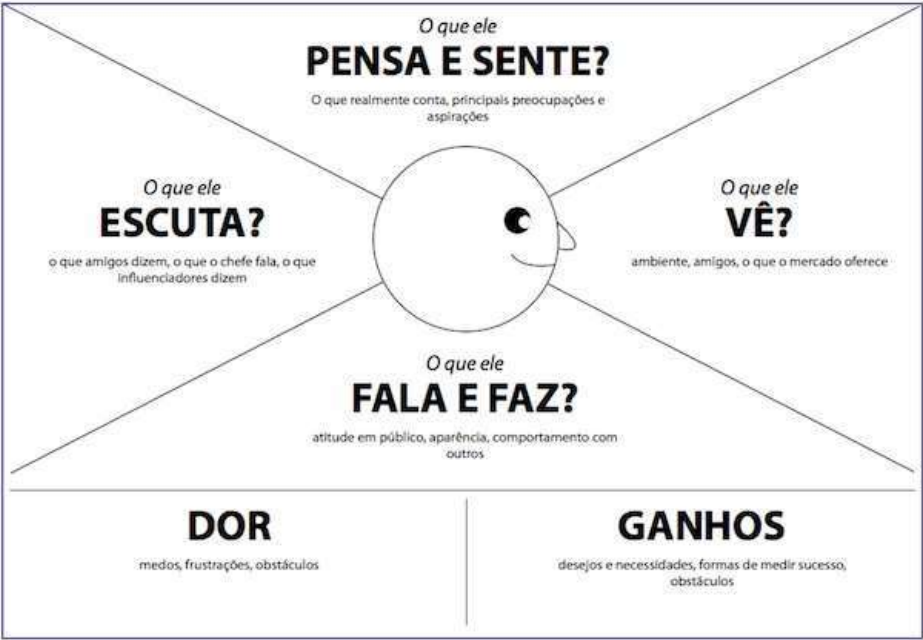 O que ele
PENSA E SENTE?
O que realmente conta, principais preocupações e
aspirações
O que ele
ESCUTA?
o que amigos dizem, o que o chefe fala, o que
influenciadores dizem
O que ele
VÊ?
ambiente, amigos, o que o mercado oferece
O que ele
FALA E FAZ?
atitude em público, aparência, comportamento com
outros
DOR
medos, frustrações, obstáculos
GANHOS
desejos e necessidades, formas de medir sucesso,
obstáculos